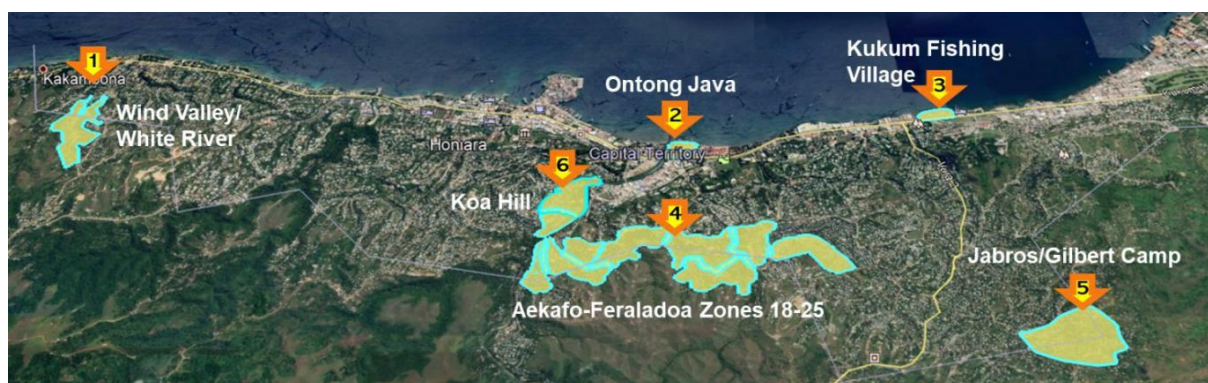 1
Kakambona
Wind Valley/
White River
Ontong Java
2
Kukum Fishing
Village
3
Honiara
Capital Territory
6
Koa Hill
4
Aekafo-Feraladoa Zones 18-25
Jabros/Gilbert Camp
5